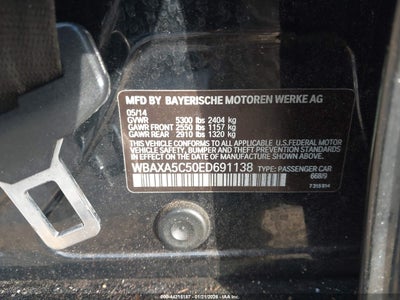 MFD BY BAYERISCHE MOTOREN WERKE AG
05/14
GVWR 5300 lbs 2404 kg
GAWR FRONT 2550 lbs 1157 kg
GAWR REAR 2910 lbs 1320 kg
THIS VEHICLE CONFORMS TO ALL APPLICABLE U.S.FEDERAL MOTOR
VEHICLE SAFETY, BUMPER, AND THEFT PREVENTION STANDARDS
IN EFFECT ON THE DATE OF MANUFACTURE SHOWN ABOVE.
WBAXA5C50ED691138 TYPE: PASSENGER CAR
668/9